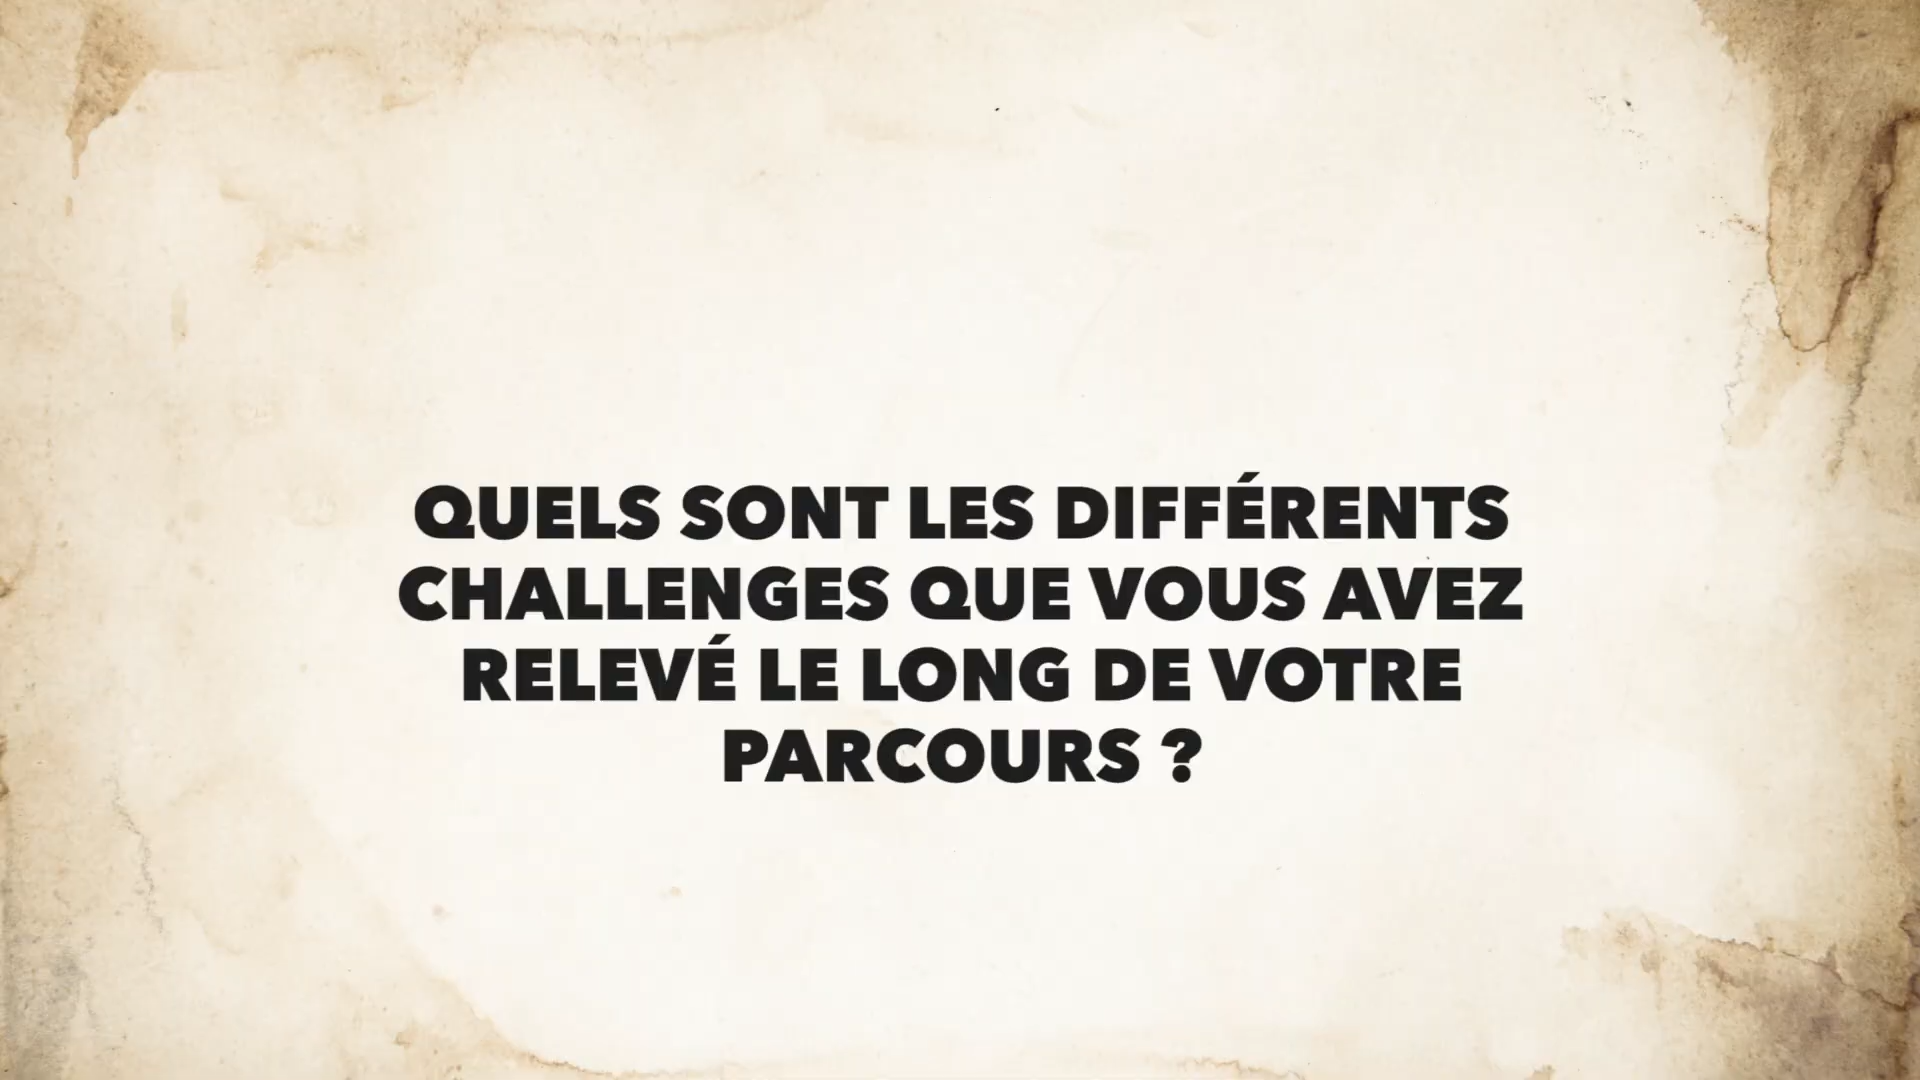 QUELS SONT LES DIFFÉRENTS
CHALLENGES QUE VOUS AVEZ
RELEVÉ LE LONG DE VOTRE
PARCOURS ?